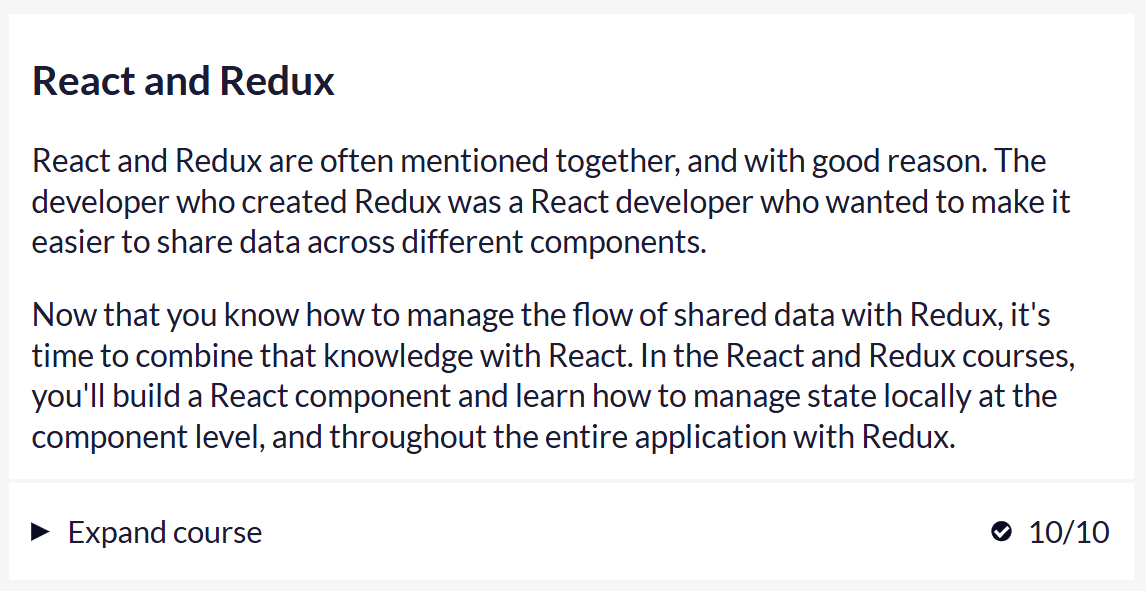 React and Redux
React and Redux are often mentioned together, and with good reason. The
developer who created Redux was a React developer who wanted to make it
easier to share data across different components.
Now that you know how to manage the flow of shared data with Redux, it's
time to combine that knowledge with React. In the React and Redux courses,
you'll build a React component and learn how to manage state locally at the
component level, and throughout the entire application with Redux.
Expand course
10/10